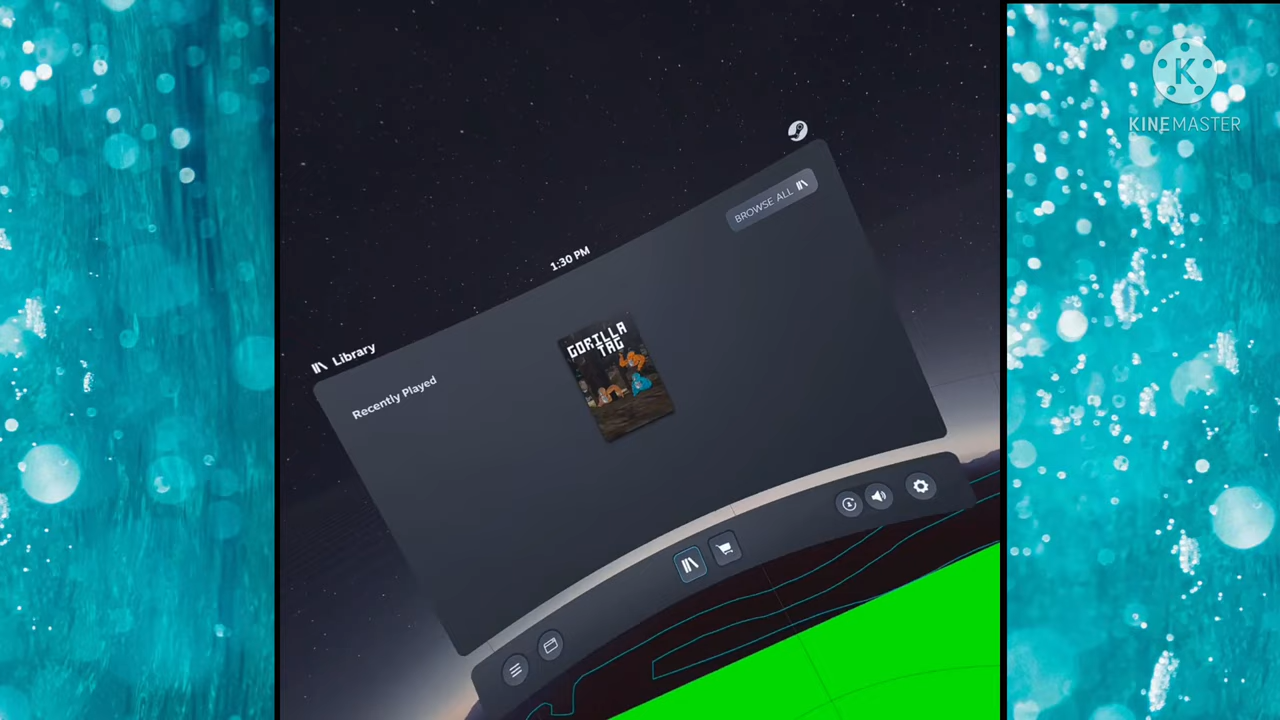 KINEMASTER
BROWSE ALL
1:30 PM
Library
Recently Played
GORILLA
TAG